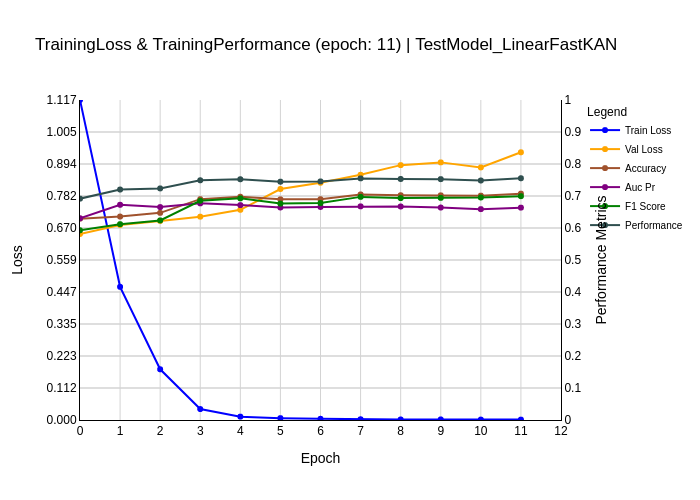 TrainingLoss & TrainingPerformance (epoch: 11) | TestModel_LinearFastKAN
1.117
1.005
0.894
0.782
0.670
0.559
0.447
0.335
0.223
0.112
0.000
Loss
0 1 2 3 4 5 6 7 8 9 10 11 12
Epoch
1
0.9
0.8
0.7
0.6
0.5
0.4
0.3
0.2
0.1
0
Performance Metrics
Legend
Train Loss
Val Loss
Accuracy
Auc Pr
F1 Score
Performance